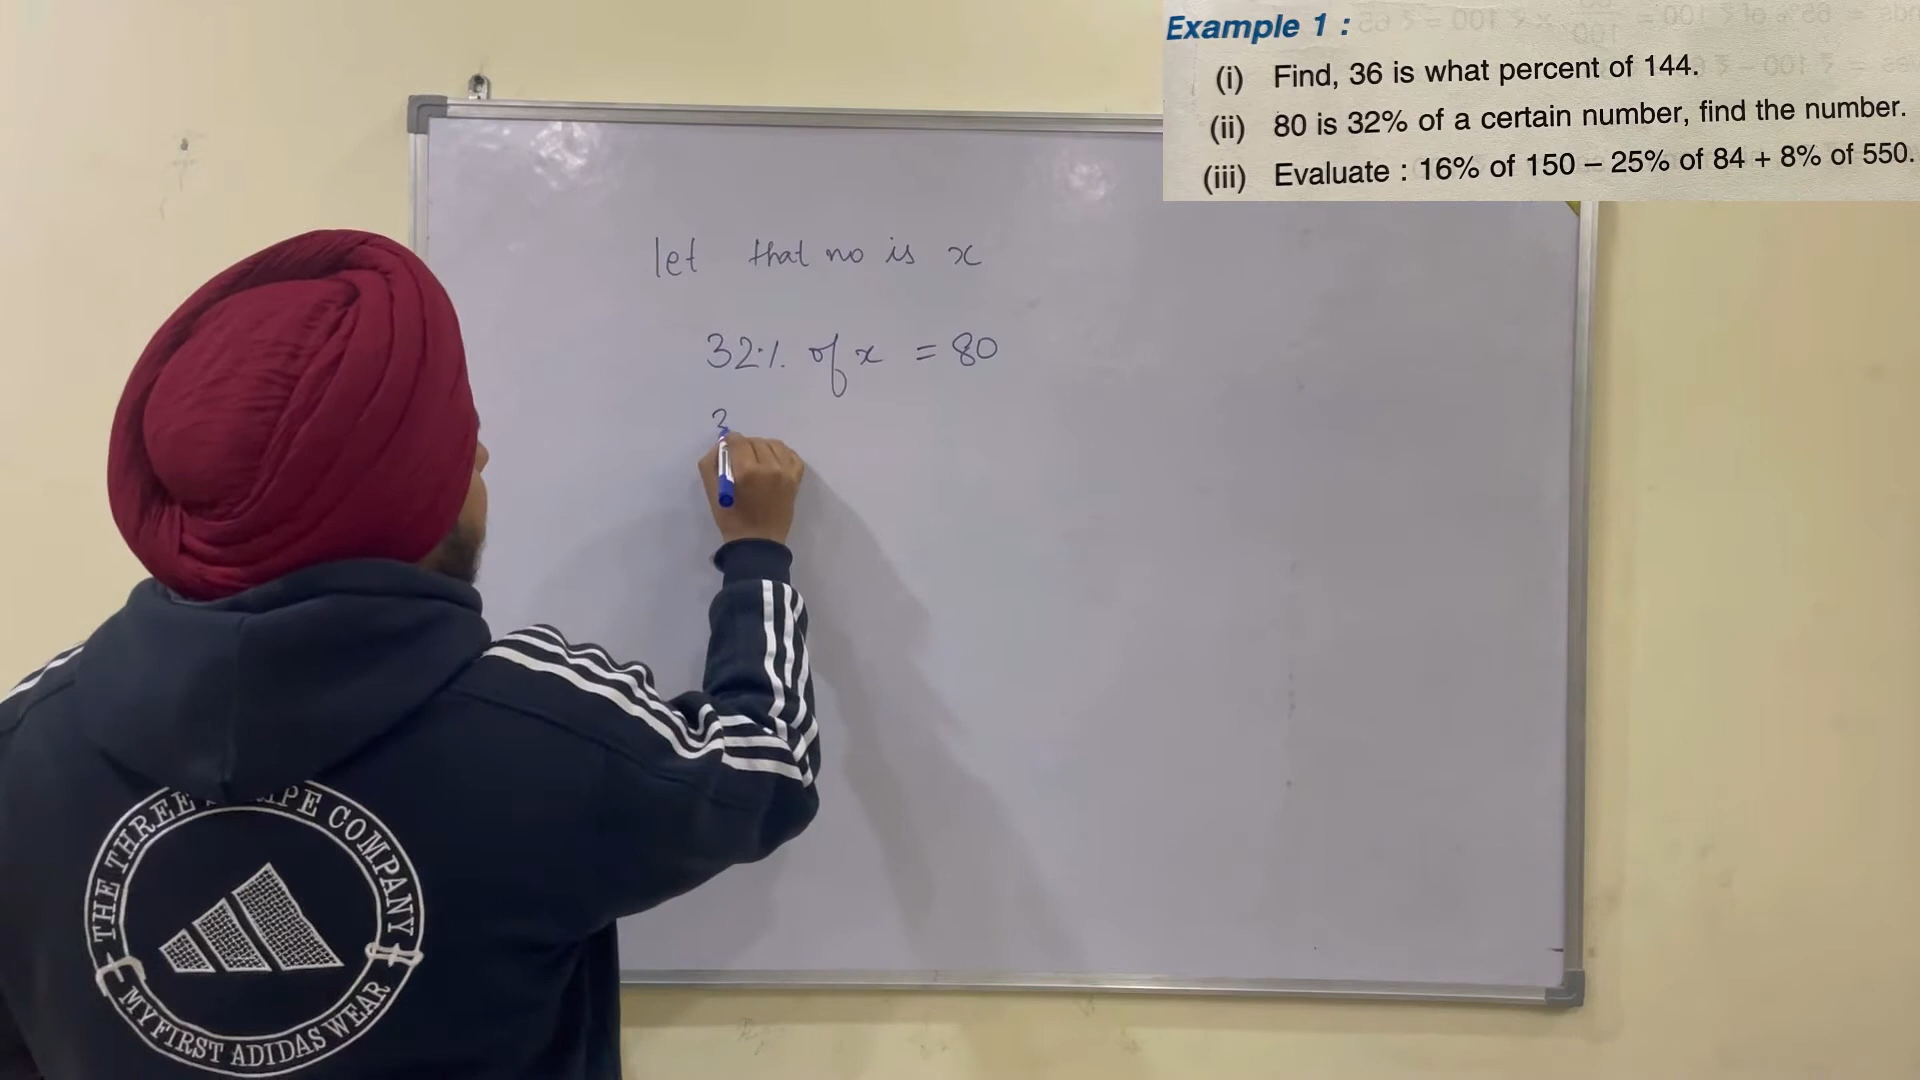 Example 1 :
(i) Find, 36 is what percent of 144.
(ii) 80 is 32% of a certain number, find the number.
(iii) Evaluate : 16% of 150 – 25% of 84 + 8% of 550.
let that no is x
32% of x = 80
3
THE THREE COMPANY
MY FIRST ADIDAS WEAR